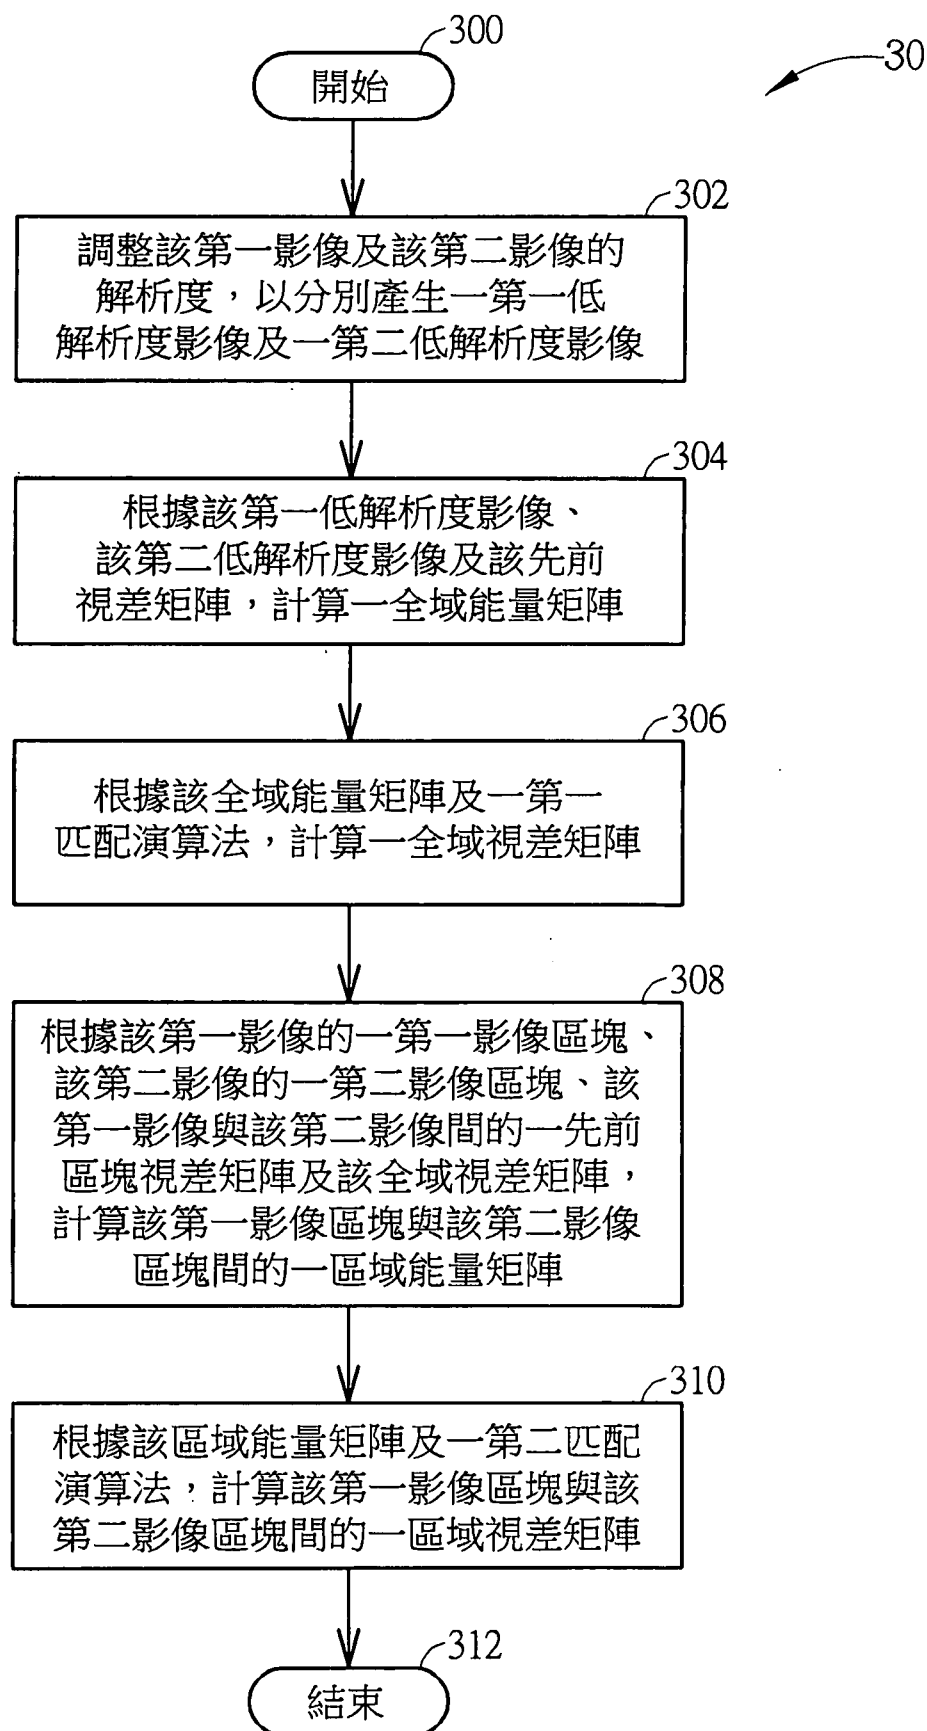 300
30
開始
302
調整該第一影像及該第二影像的
解析度，以分別產生一第一低
解析度影像及一第二低解析度影像
304
根據該第一低解析度影像、
該第二低解析度影像及該先前
視差矩陣，計算一全域能量矩陣
306
根據該全域能量矩陣及一第一
匹配演算法，計算一全域視差矩陣
308
根據該第一影像的一第一影像區塊、
該第二影像的一第二影像區塊、該
第一影像與該第二影像間的一先前
區塊視差矩陣及該全域視差矩陣，
計算該第一影像區塊與該第二影像
區塊間的一區域能量矩陣
310
根據該區域能量矩陣及一第二匹配
演算法，計算該第一影像區塊與該
第二影像區塊間的一區域視差矩陣
312
結束